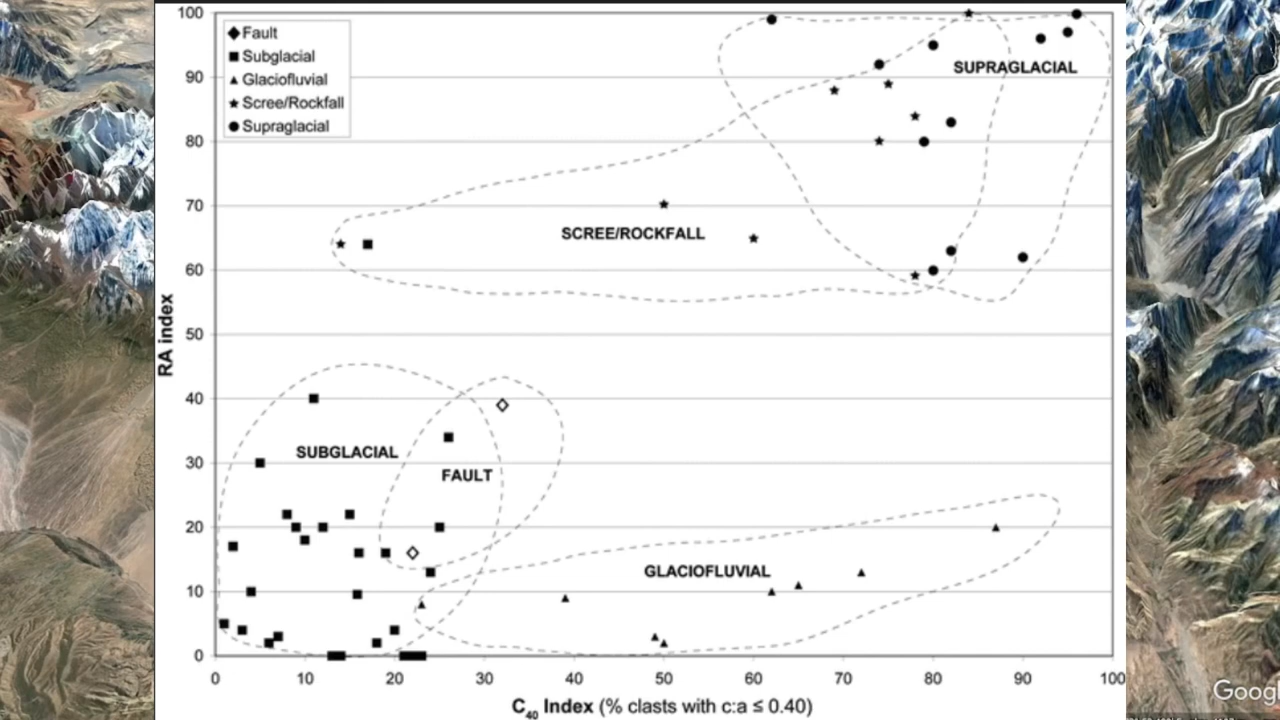 Fault
Subglacial
Glaciofluvial
Scree/Rockfall
Supraglacial
SUPRAGLACIAL
SCREE/ROCKFALL
SUBGLACIAL
FAULT
GLACIOFLUVIAL
RA index
100
90
80
70
60
50
40
30
20
10
0
0 10 20 30 40 50 60 70 80 90 100
C40 Index (% clasts with c:a ≤ 0.40)
Googl